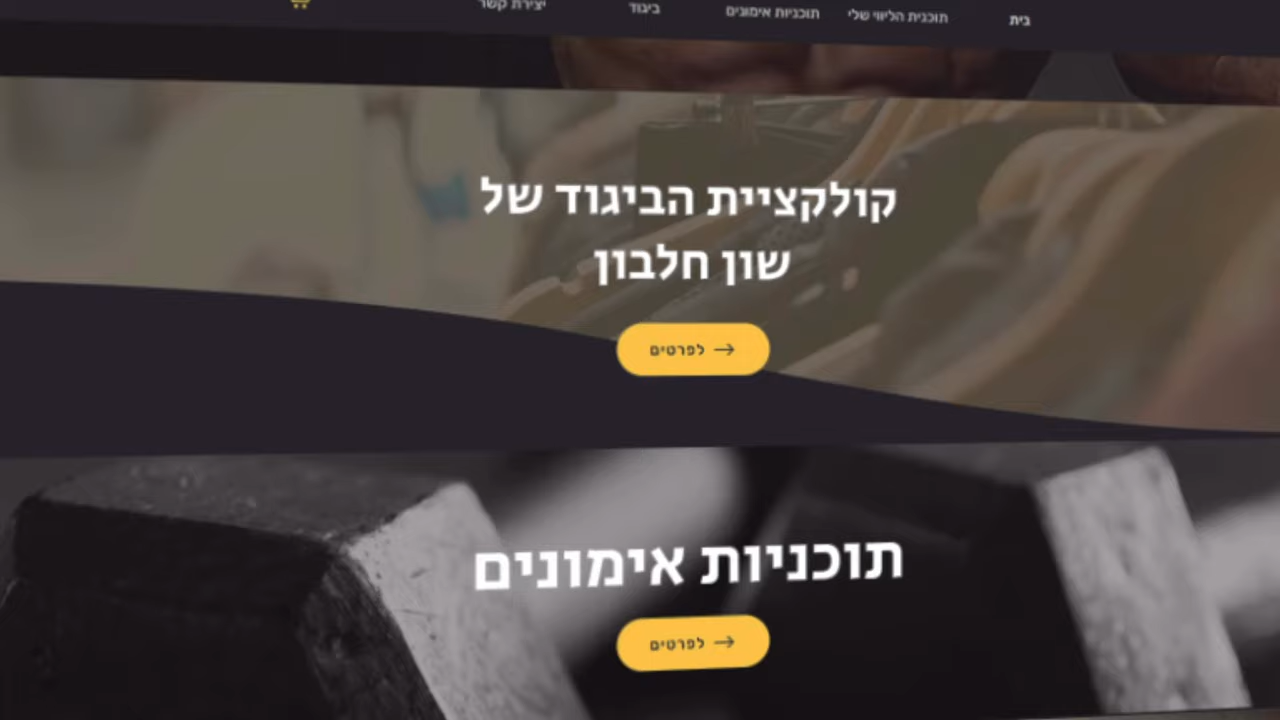 בית תוכנית הליווי שלי תוכניות אימונים ביגוד יצירת קשר
קולקציית הביגוד של
שון חלבון
לפרטים
תוכניות אימונים
לפרטים